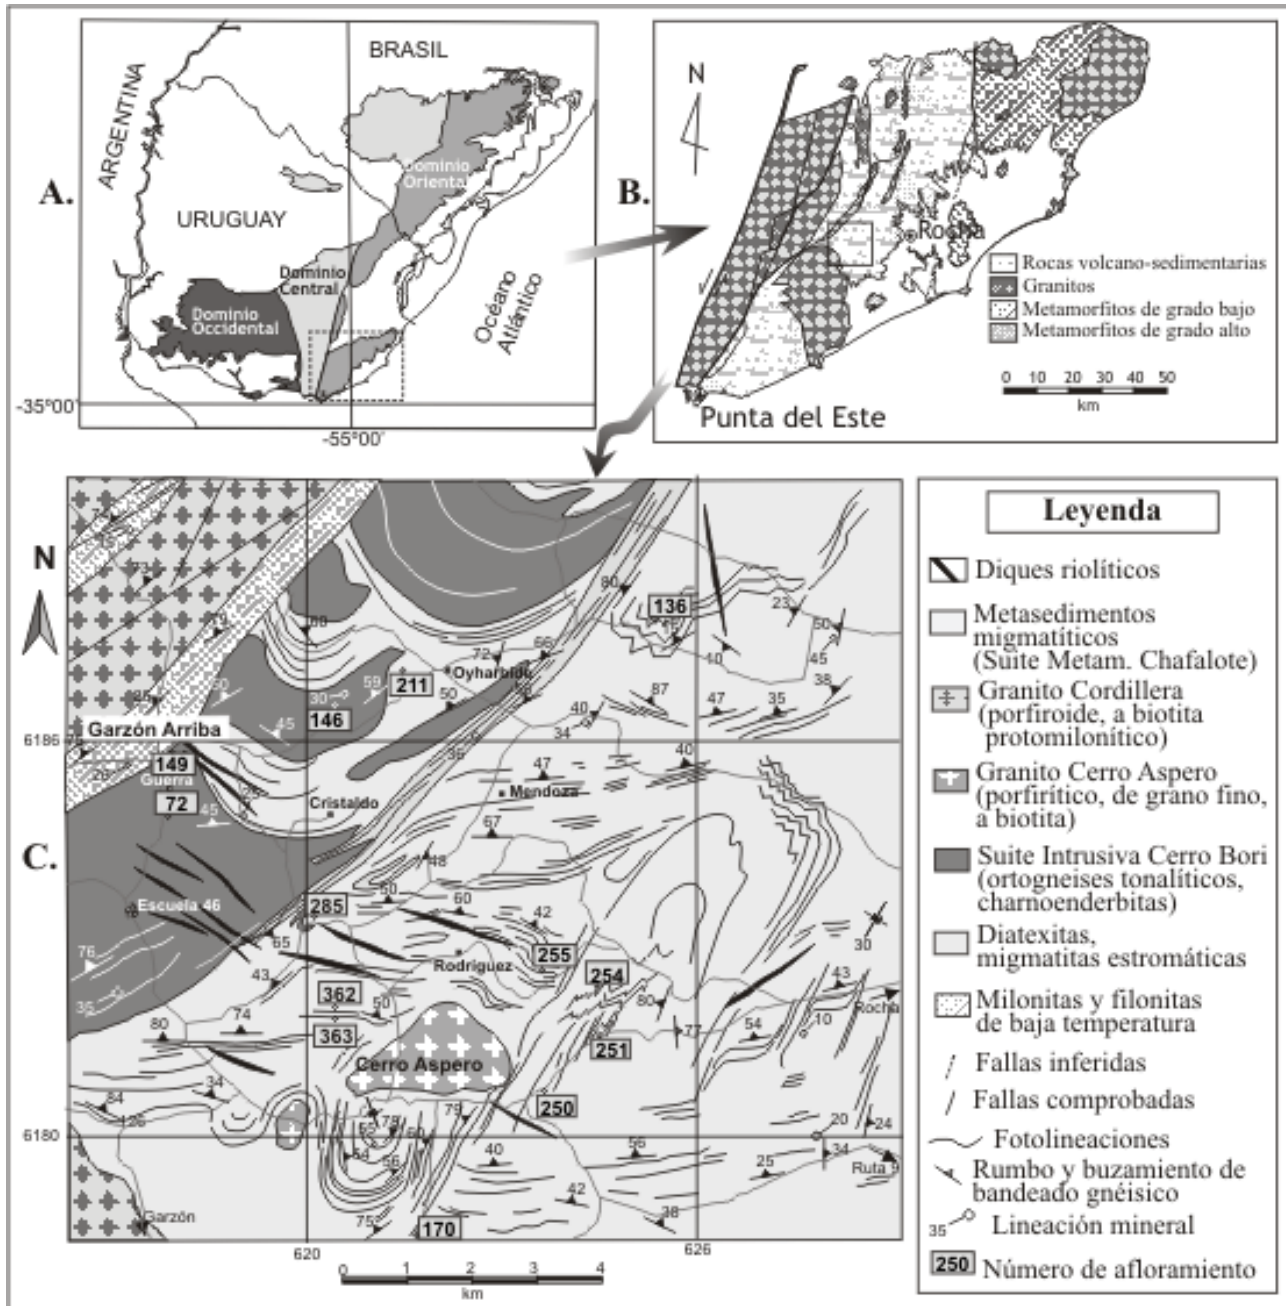 BRASIL
ARGENTINA
Dominio
Oriental
A.
URUGUAY
Dominio
Central
Dominio
Occidental
Océano
Atlántico
-35°00'
-55°00'
N
B.
Rocha
Rocas volcano-sedimentarias
Granitos
Metamorfitos de grado bajo
Metamorfitos de grado alto
0 10 20 30 40 50
km
Punta del Este
N
C.
136
Oyharbide
211
146
Garzón Arriba
6186
149
Guerra
72
Cristaldo
Mendoza
Escuela 46
285
Rodríguez
255
254
362
363
251
Rocha
Cerro Aspero
250
6180
Ruta 9
Garzón
170
620
626
0 1 2 3 4
km
Leyenda
Diques riolíticos
Metasedimentos
migmatíticos
(Suite Metam. Chafalote)
Granito Cordillera
(porfiroide, a biotita
protomilonítico)
Granito Cerro Aspero
(porfirítico, de grano fino,
a biotita)
Suite Intrusiva Cerro Bori
(ortogneises tonalíticos,
charnoenderbitas)
Diatexitas,
migmatitas estromáticas
Milonitas y filonitas
de baja temperatura
Fallas inferidas
Fallas comprobadas
Fotolineaciones
Rumbo y buzamiento de
bandeado gnéisico
35 Lineación mineral
250 Número de afloramiento